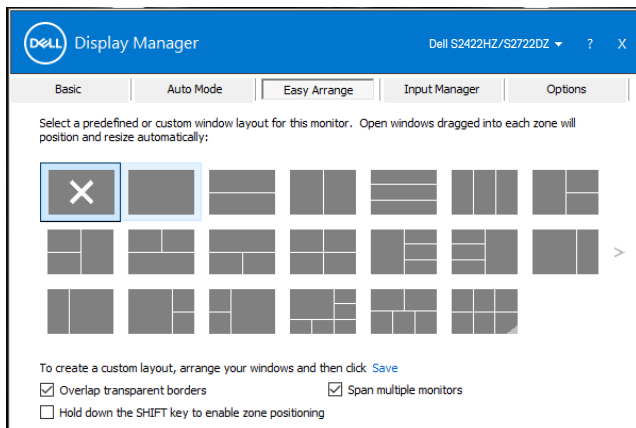 DELL Display Manager Dell S2422HZ/S2722DZ ? X
Basic Auto Mode Easy Arrange Input Manager Options
Select a predefined or custom window layout for this monitor. Open windows dragged into each zone will
position and resize automatically:
To create a custom layout, arrange your windows and then click Save
Overlap transparent borders Span multiple monitors
Hold down the SHIFT key to enable zone positioning